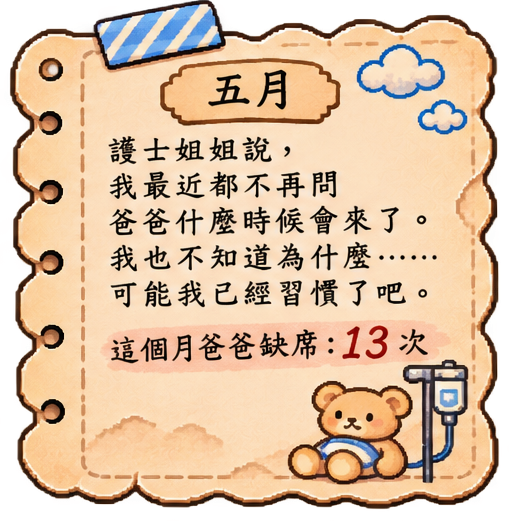 五月
護士姐姐說，
我最近都不再問
爸爸什麼時候會來了。
我也不知道為什麼……
可能我已經習慣了吧。
這個月爸爸缺席：13次